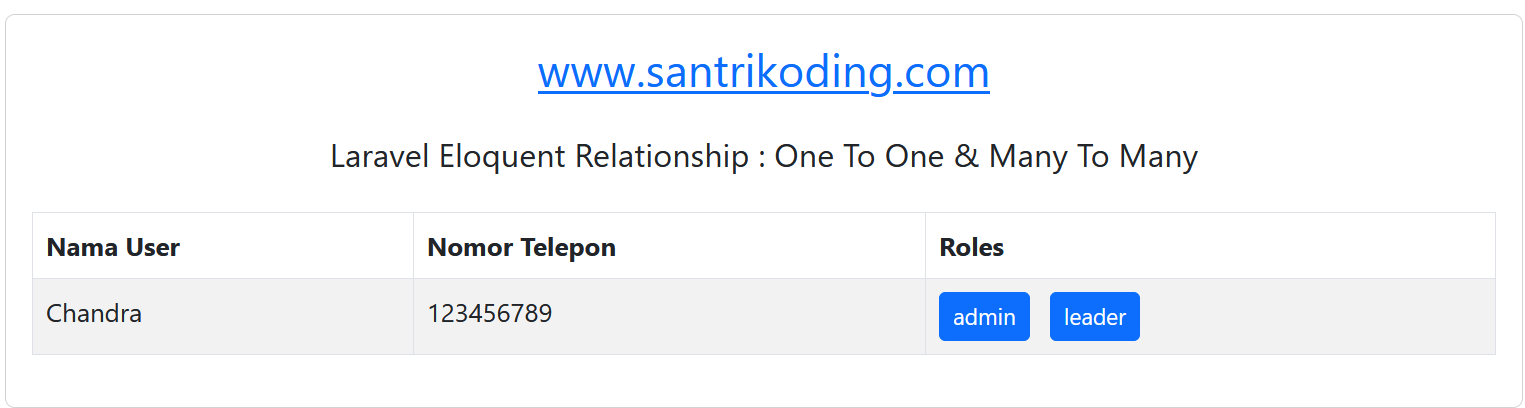 www.santrikoding.com
Laravel Eloquent Relationship : One To One & Many To Many
Nama User Nomor Telepon Roles
Chandra 123456789 admin leader